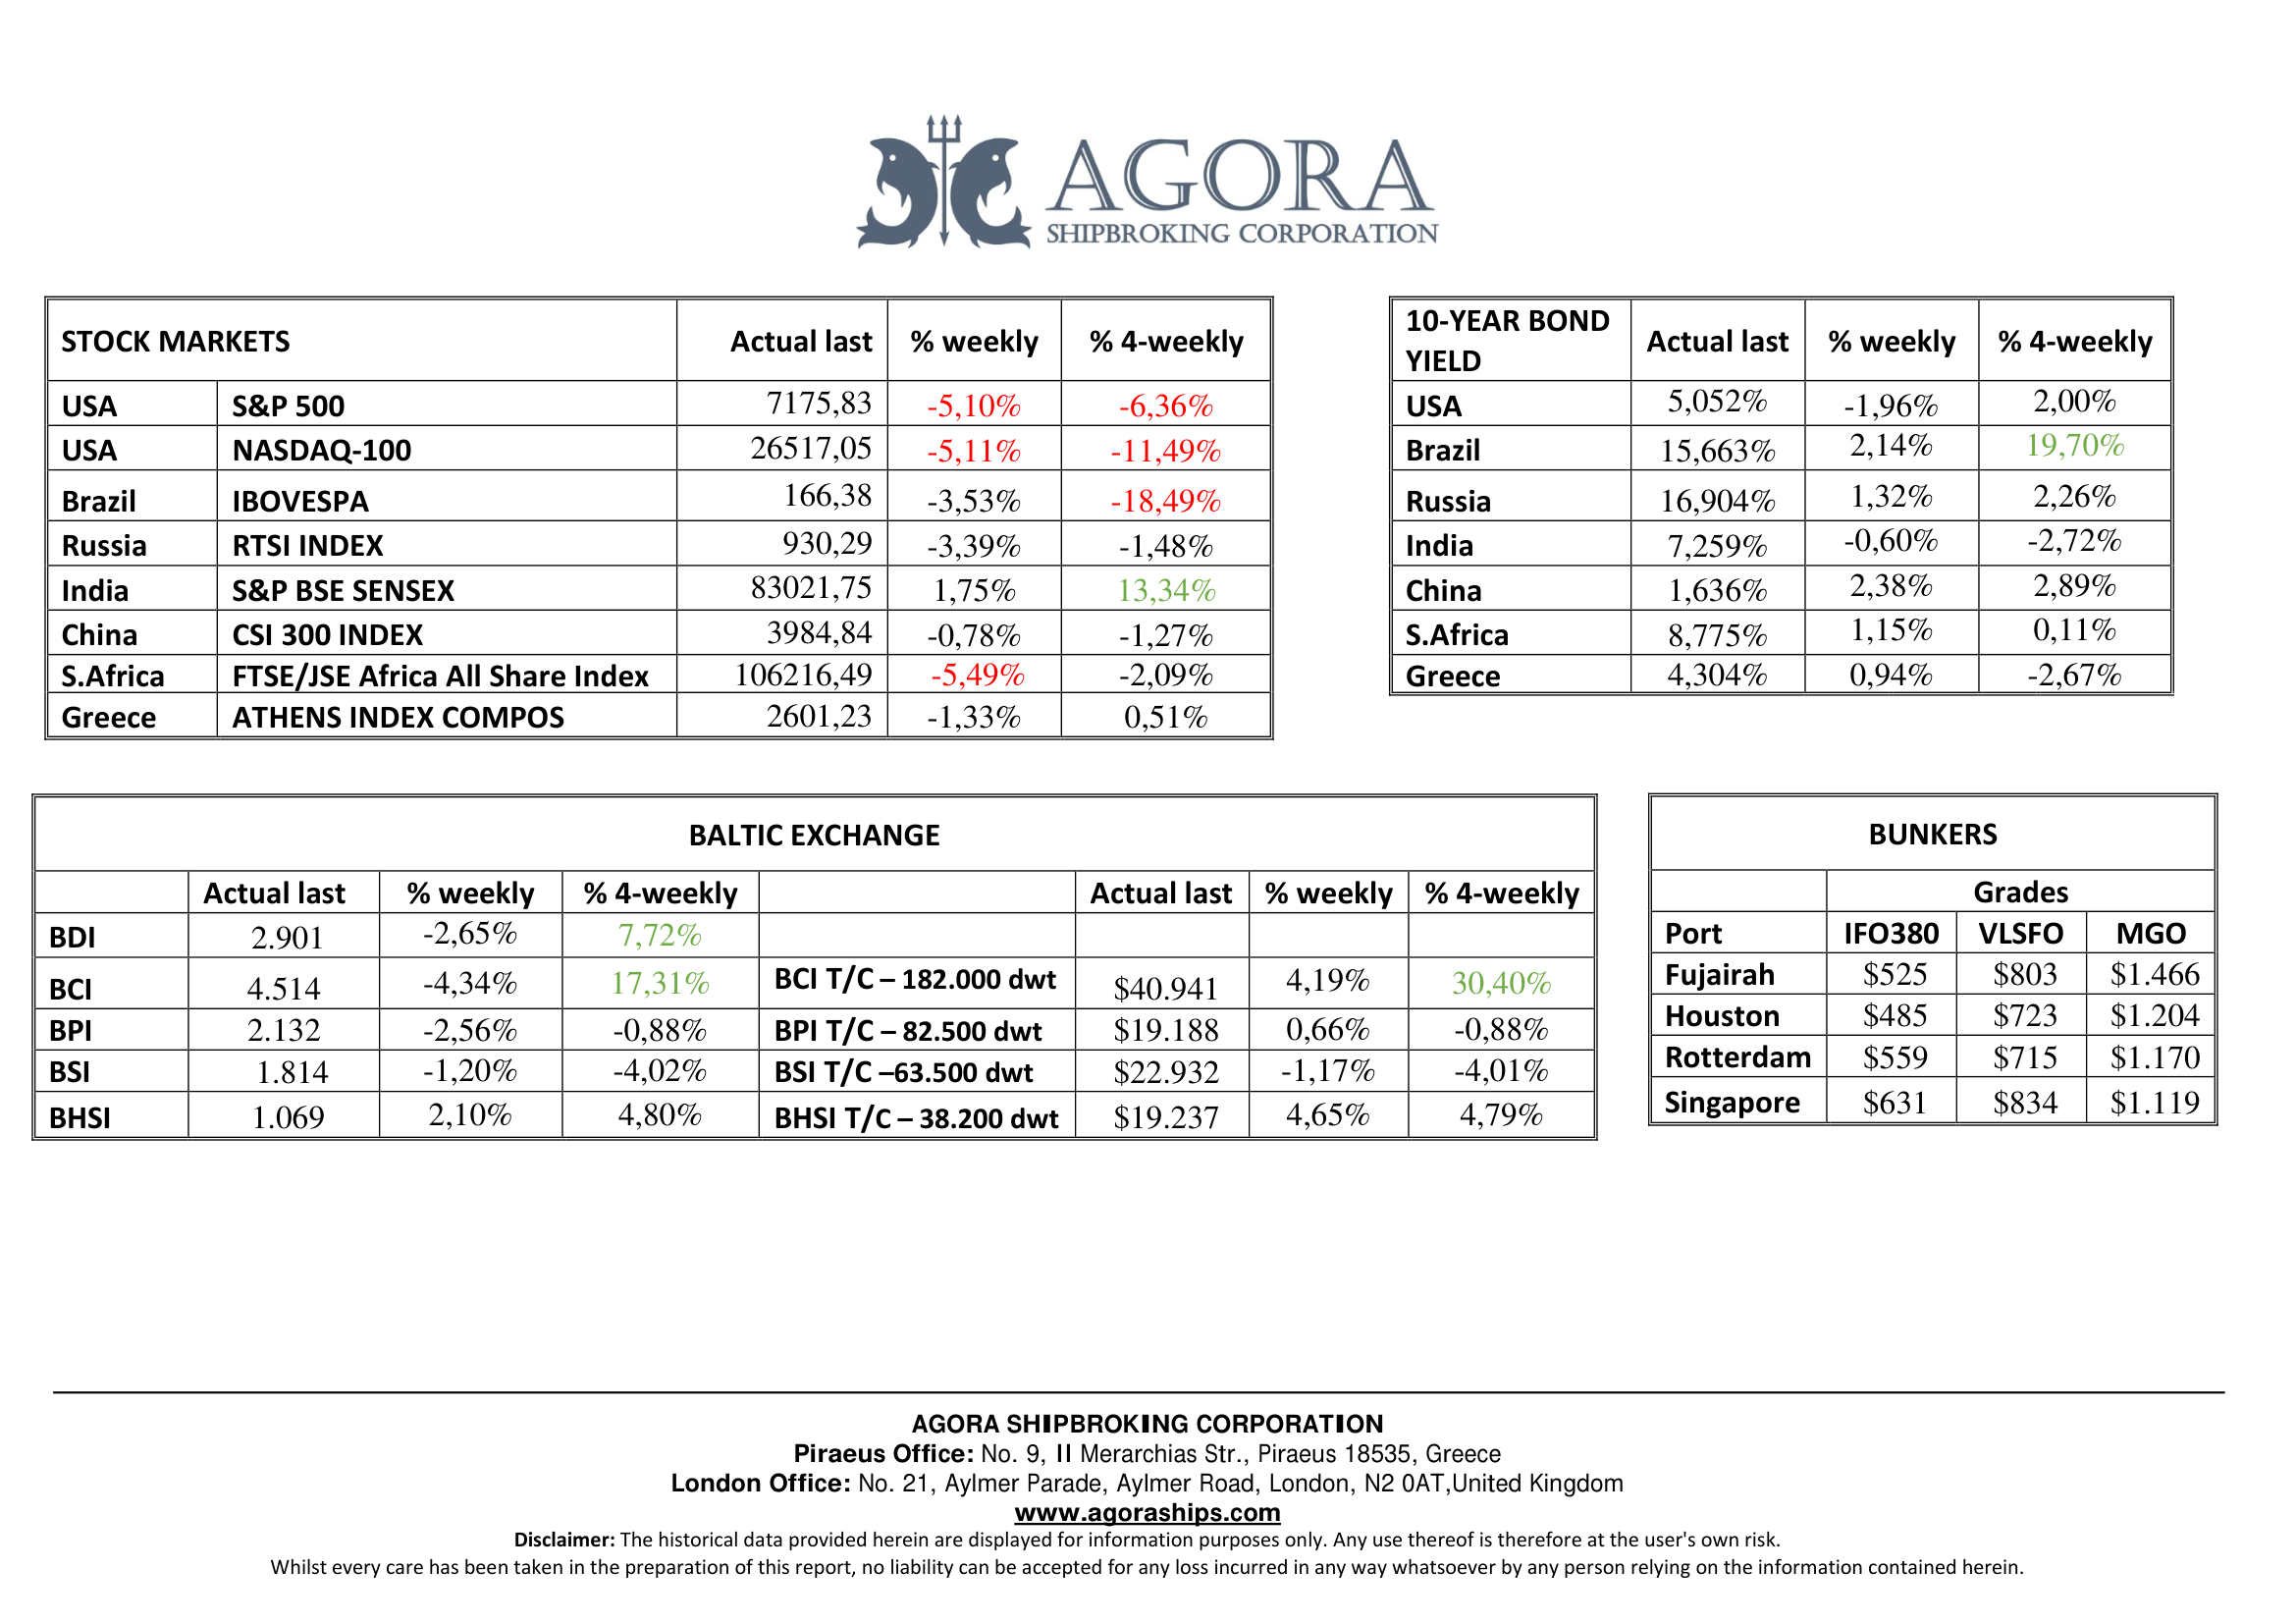 AGORA
SHIPBROKING CORPORATION
STOCK MARKETS Actual last % weekly % 4-weekly
USA S&P 500 7175,83 -5,10% -6,36%
USA NASDAQ-100 26517,05 -5,11% -11,49%
Brazil IBOVESPA 166,38 -3,53% -18,49%
Russia RTSI INDEX 930,29 -3,39% -1,48%
India S&P BSE SENSEX 83021,75 1,75% 13,34%
China CSI 300 INDEX 3984,84 -0,78% -1,27%
S.Africa FTSE/JSE Africa All Share Index 106216,49 -5,49% -2,09%
Greece ATHENS INDEX COMPOS 2601,23 -1,33% 0,51%
10-YEAR BOND
YIELD Actual last % weekly % 4-weekly
USA 5,052% -1,96% 2,00%
Brazil 15,663% 2,14% 19,70%
Russia 16,904% 1,32% 2,26%
India 7,259% -0,60% -2,72%
China 1,636% 2,38% 2,89%
S.Africa 8,775% 1,15% 0,11%
Greece 4,304% 0,94% -2,67%
BALTIC EXCHANGE
Actual last % weekly % 4-weekly Actual last % weekly % 4-weekly
BDI 2.901 -2,65% 7,72%
BCI 4.514 -4,34% 17,31% BCI T/C – 182.000 dwt $40.941 4,19% 30,40%
BPI 2.132 -2,56% -0,88% BPI T/C – 82.500 dwt $19.188 0,66% -0,88%
BSI 1.814 -1,20% -4,02% BSI T/C –63.500 dwt $22.932 -1,17% -4,01%
BHSI 1.069 2,10% 4,80% BHSI T/C – 38.200 dwt $19.237 4,65% 4,79%
BUNKERS
Grades
Port IFO380 VLSFO MGO
Fujairah $525 $803 $1.466
Houston $485 $723 $1.204
Rotterdam $559 $715 $1.170
Singapore $631 $834 $1.119
AGORA SHIPBROKING CORPORATION
Piraeus Office: No. 9, II Merarchias Str., Piraeus 18535, Greece
London Office: No. 21, Aylmer Parade, Aylmer Road, London, N2 0AT,United Kingdom
www.agoraships.com
Disclaimer: The historical data provided herein are displayed for information purposes only. Any use thereof is therefore at the user's own risk.
Whilst every care has been taken in the preparation of this report, no liability can be accepted for any loss incurred in any way whatsoever by any person relying on the information contained herein.